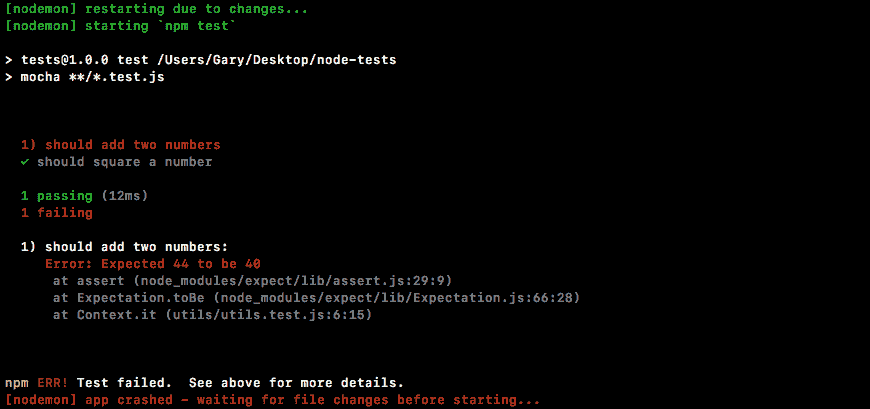 [nodemon] restarting due to changes...
[nodemon] starting `npm test`
> tests@1.0.0 test /Users/Gary/Desktop/node-tests
> mocha **/*.test.js
1) should add two numbers
✓ should square a number
1 passing (12ms)
1 failing
1) should add two numbers:
Error: Expected 44 to be 40
at assert (node_modules/expect/lib/assert.js:29:9)
at Expectation.toBe (node_modules/expect/lib/Expectation.js:66:28)
at Context.it (utils/utils.test.js:6:15)
npm ERR! Test failed.  See above for more details.
[nodemon] app crashed - waiting for file changes before starting...